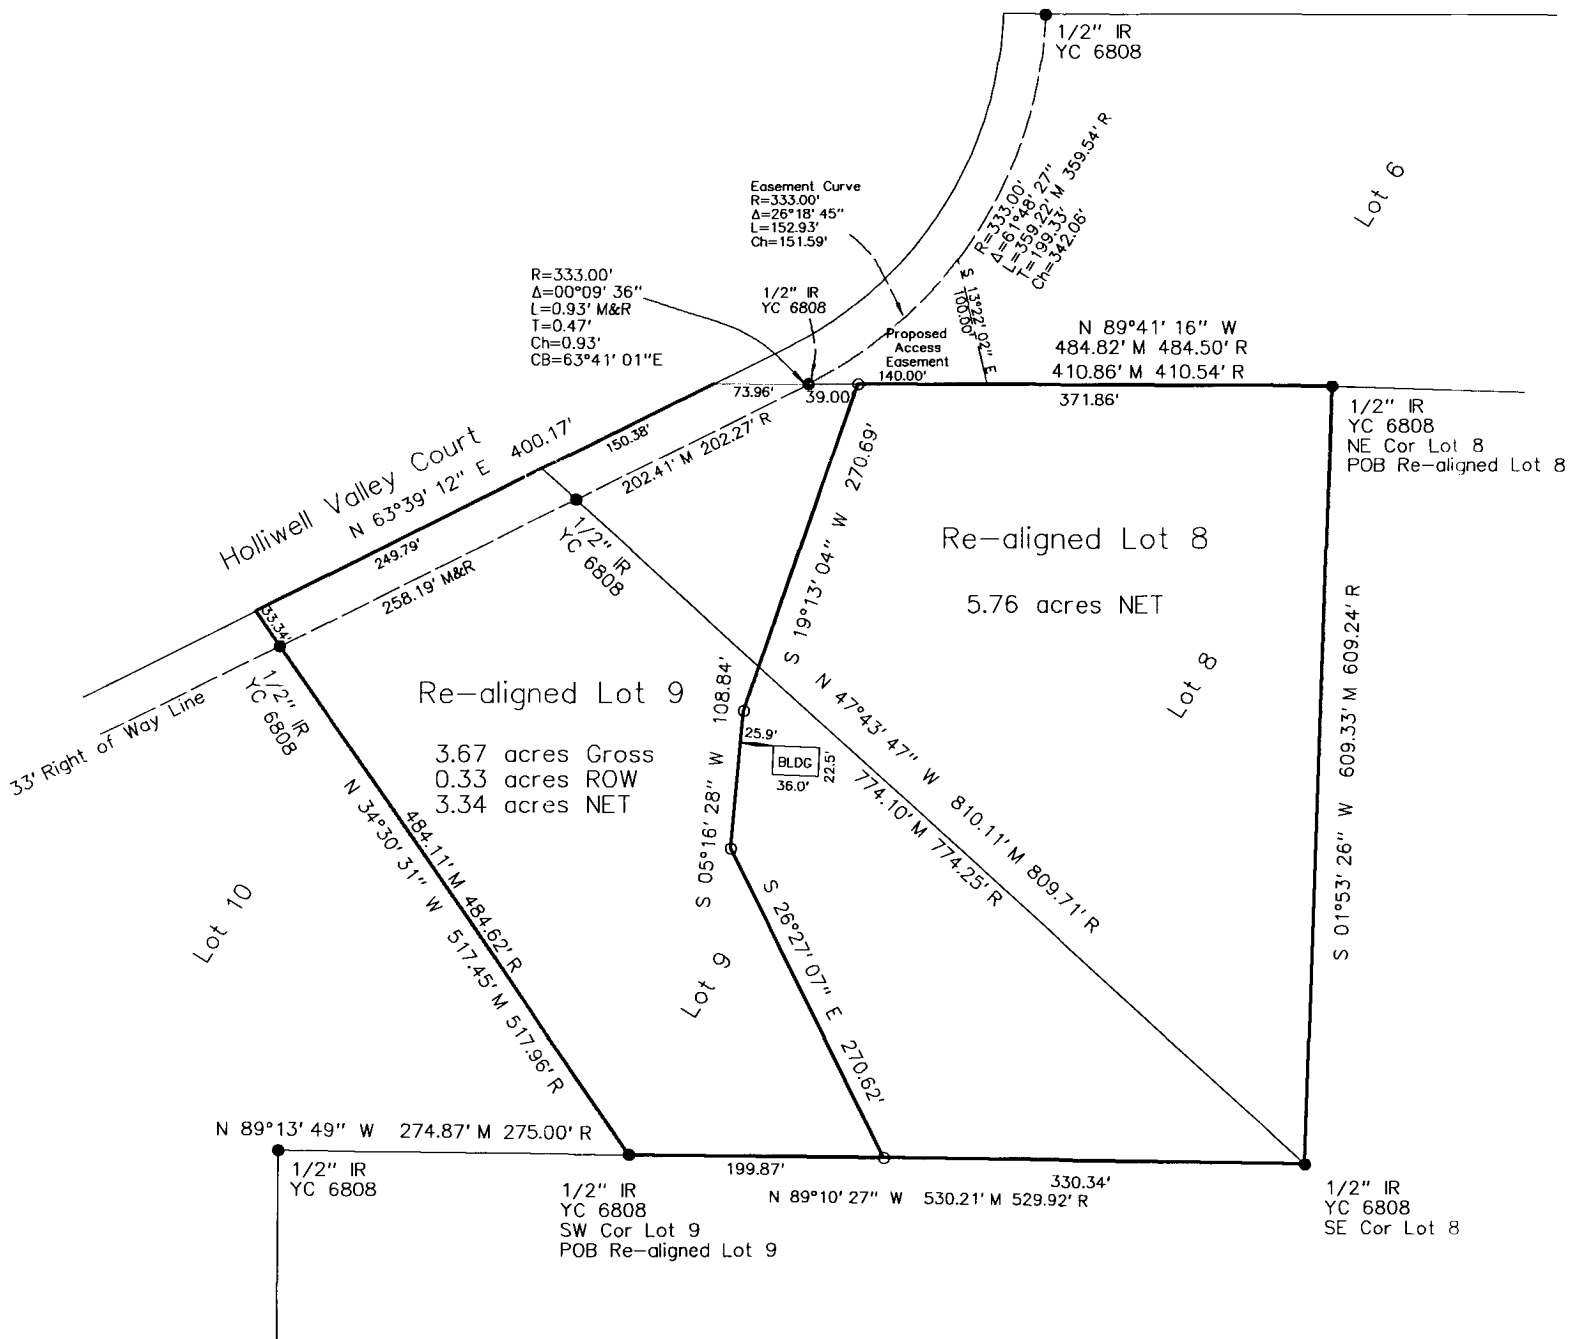 1/2" IR
YC 6808
Lot 6
Easement Curve
R=333.00'
Δ=26°18' 45"
L=152.93'
Ch=151.59'
R=333.00'
Δ=61°48' 27"
L=359.22' M 359.54' R
T=199.33'
Ch=342.06'
R=333.00'
Δ=00°09' 36"
L=0.93' M&R
T=0.47'
Ch=0.93'
CB=63°41' 01"E
1/2" IR
YC 6808
S 13°22' 02" E
100.00'
Proposed
Access
Easement
140.00'
N 89°41' 16" W
484.82' M 484.50' R
410.86' M 410.54' R
73.96'
39.00'
371.86'
1/2" IR
YC 6808
NE Cor Lot 8
POB Re-aligned Lot 8
Holliwell Valley Court
N 63°39' 12" E 400.17'
150.38'
202.41' M 202.27' R
249.79'
258.19' M&R
33.34'
1/2" IR
YC 6808
S 19°13' 04" W 270.69'
Re-aligned Lot 8
5.76 acres NET
Lot 8
S 01°53' 26" W 609.33' M 609.24' R
33' Right of Way Line
1/2" IR
YC 6808
Re-aligned Lot 9
3.67 acres Gross
0.33 acres ROW
3.34 acres NET
S 05°16' 28" W 108.84'
25.9'
BLDG
22.5'
36.0'
N 47°43' 47" W 810.11' M 809.71' R
774.10' M 774.25' R
484.11' M 484.62' R
N 34°30' 31" W 517.45' M 517.96' R
Lot 10
Lot 9
S 26°27' 07" E 270.62'
N 89°13' 49" W 274.87' M 275.00' R
1/2" IR
YC 6808
199.87'
330.34'
N 89°10' 27" W 530.21' M 529.92' R
1/2" IR
YC 6808
SW Cor Lot 9
POB Re-aligned Lot 9
1/2" IR
YC 6808
SE Cor Lot 8